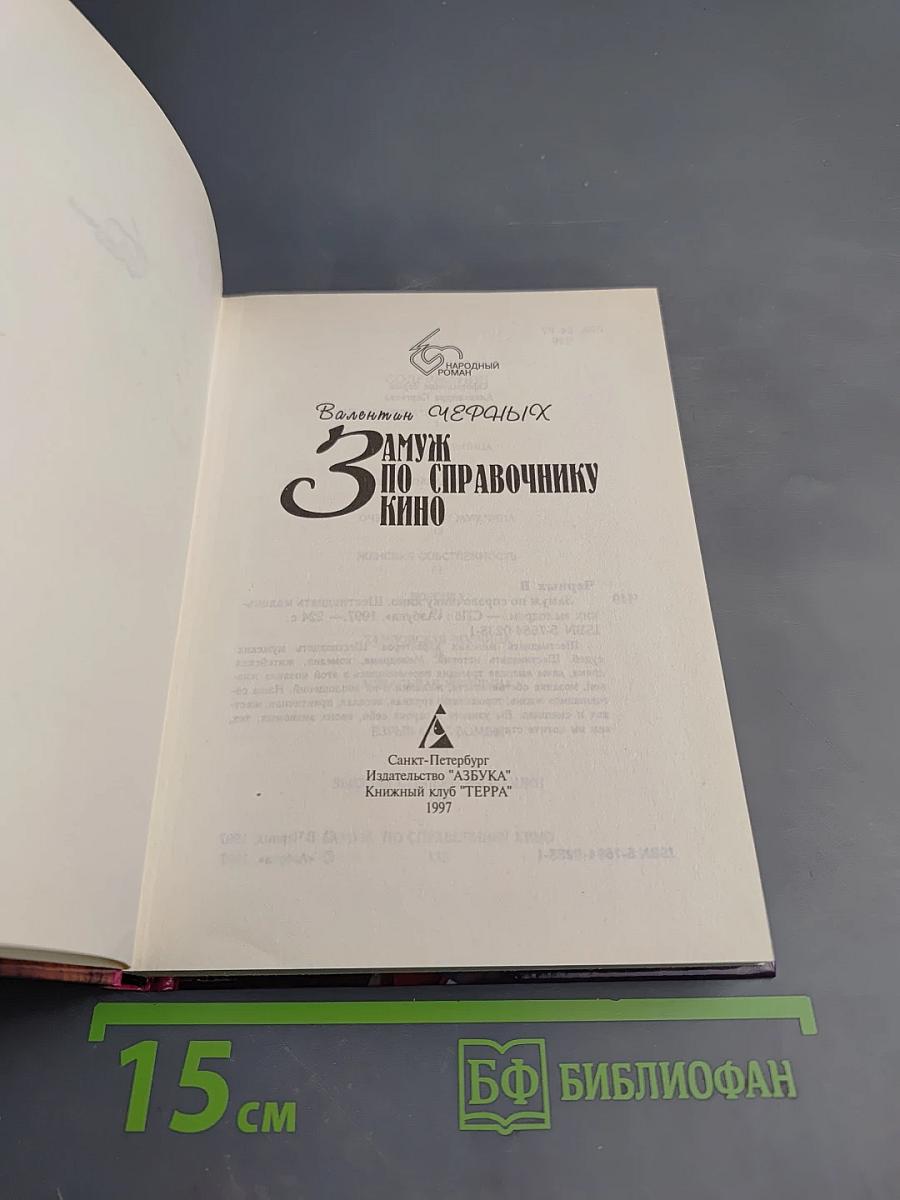 НАРОДНЫЙ
РОМАН
Валентин ЧЕРНЫХ
ЗАМУЖ
ПО СПРАВОЧНИКУ
КИНО
Санкт-Петербург
Издательство "АЗБУКА"
Книжный клуб "ТЕРРА"
1997
15 см
БФ БИБЛИОФАН